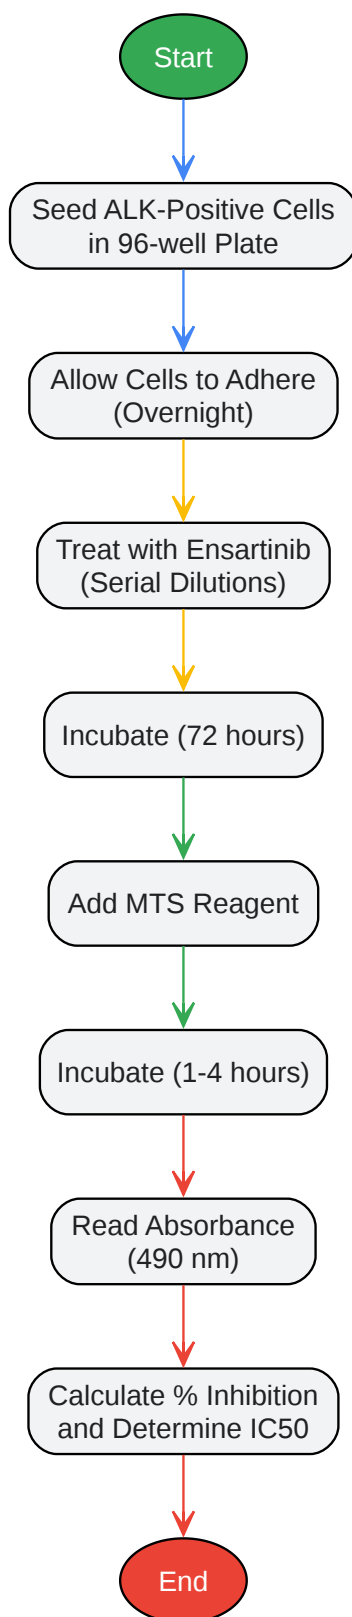 Start
Seed ALK-Positive Cells
in 96-well Plate
Allow Cells to Adhere
(Overnight)
Treat with Ensartinib
(Serial Dilutions)
Incubate (72 hours)
Add MTS Reagent
Incubate (1-4 hours)
Read Absorbance
(490 nm)
Calculate % Inhibition
and Determine IC50
End